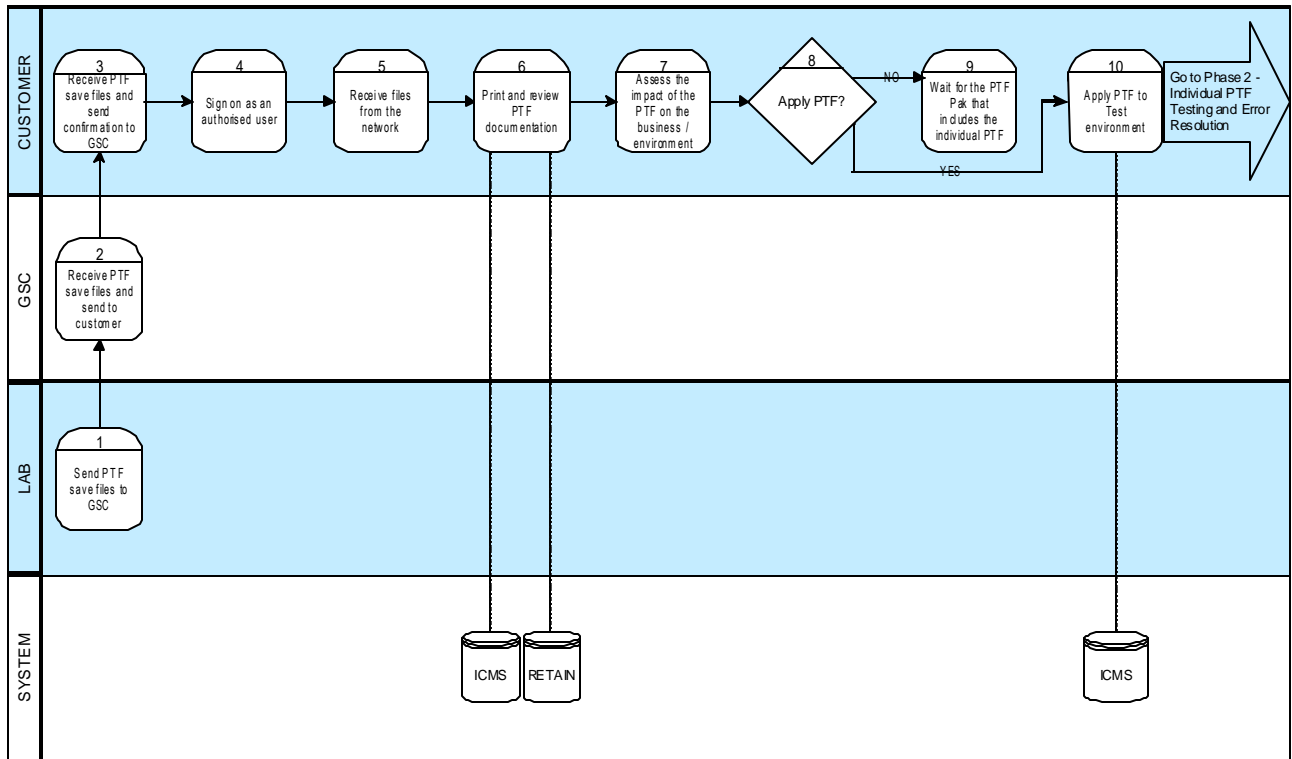 CUSTOMER
3
Receive PTF
save files and
send
confirmation to
GSC
4
Sign on as an
authorised user
5
Receive files
from the
network
6
Print and review
PTF
documentation
7
Assess the
impact of the
PTF on the
business /
environment
8
Apply PTF?
NO
YES
9
Wait for the PTF
Pak that
includes the
individual PTF
10
Apply PTF to
Test
environment
Go to Phase 2 -
Individual PTF
Testing and Error
Resolution
GSC
2
Receive PTF
save files and
send to
customer
LAB
1
Send PTF
save files to
GSC
SYSTEM
ICMS
RETAIN
ICMS